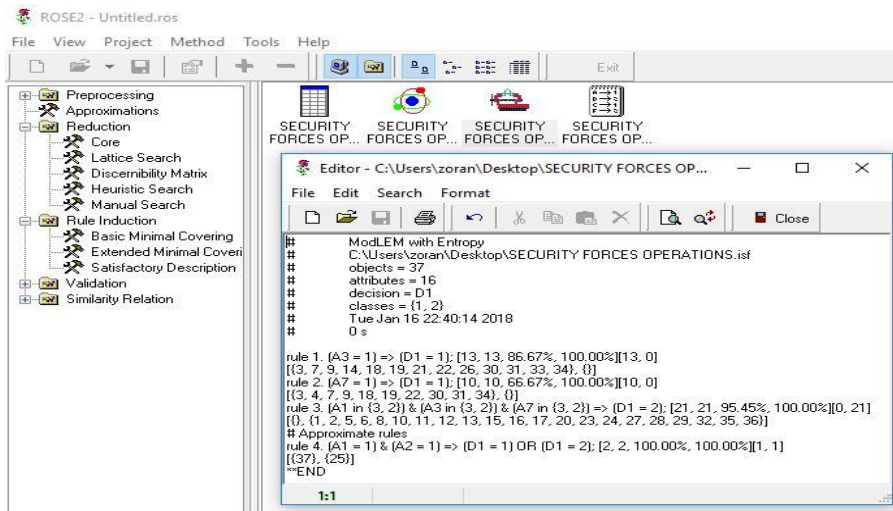 ROSE2 - Untitled.ros
File View Project Method Tools Help
Exit
Preprocessing
Approximations
Reduction
Core
Lattice Search
Discernibility Matrix
Heuristic Search
Manual Search
Rule Induction
Basic Minimal Covering
Extended Minimal Coveri
Satisfactory Description
Validation
Similarity Relation
SECURITY SECURITY SECURITY SECURITY
FORCES OP... FORCES OP... FORCES OP... FORCES OP...
Editor - C:\Users\zoran\Desktop\SECURITY FORCES OP...
File Edit Search Format
Close
# ModLEM with Entropy
# C:\Users\zoran\Desktop\SECURITY FORCES OPERATIONS.isf
# objects = 37
# attributes = 16
# decision = D1
# classes = {1, 2}
# Tue Jan 16 22:40:14 2018
# 0 s
rule 1. (A3 = 1) => (D1 = 1); [13, 13, 86.67%, 100.00%][13, 0]
[{3, 7, 9, 14, 18, 19, 21, 22, 26, 30, 31, 33, 34}, {}]
rule 2. (A7 = 1) => (D1 = 1); [10, 10, 66.67%, 100.00%][10, 0]
[{3, 4, 7, 9, 18, 19, 22, 30, 31, 34}, {}]
rule 3. (A1 in {3, 2}) & (A3 in {3, 2}) & (A7 in {3, 2}) => (D1 = 2); [21, 21, 95.45%, 100.00%][0, 21]
[{}, {1, 2, 5, 6, 8, 10, 11, 12, 13, 15, 16, 17, 20, 23, 24, 27, 28, 29, 32, 35, 36}]
# Approximate rules
rule 4. (A1 = 1) & (A2 = 1) => (D1 = 1) OR (D1 = 2); [2, 2, 100.00%, 100.00%][1, 1]
[{37}, {25}]
**END
1:1